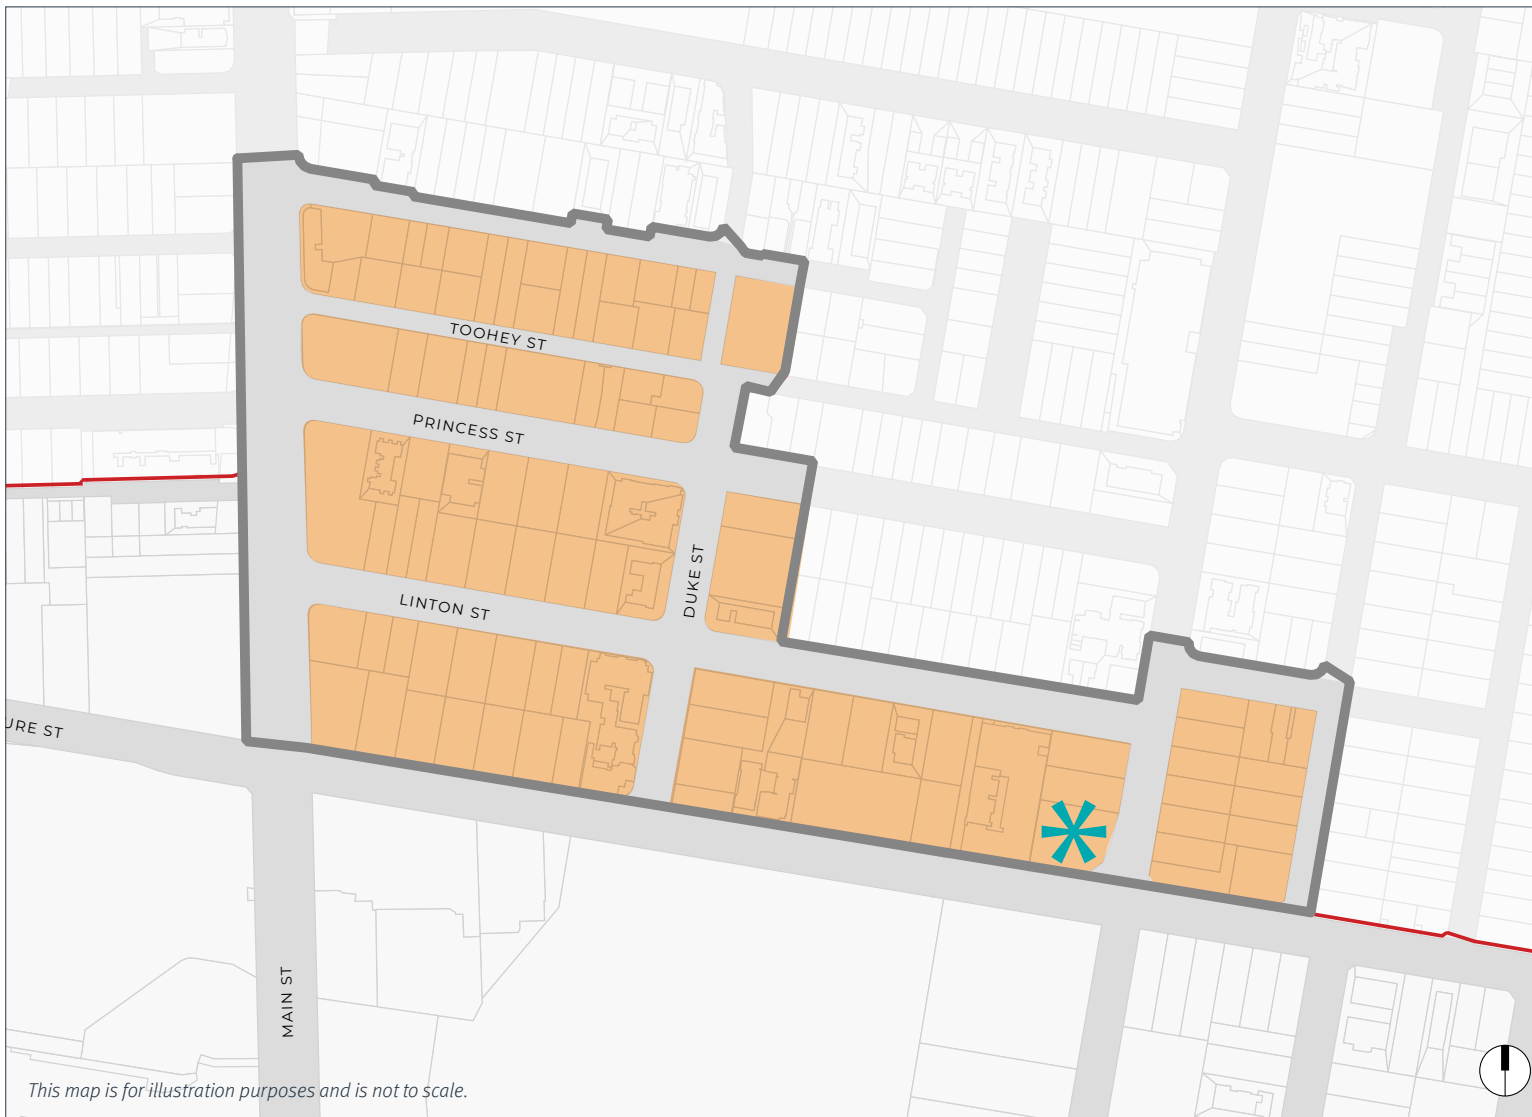 TOOHEY ST
PRINCESS ST
LINTON ST
DUKE ST
URE ST
MAIN ST
This map is for illustration purposes and is not to scale.